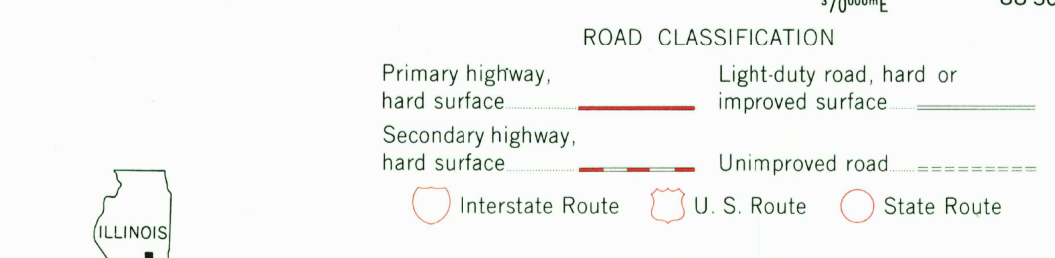 ROAD CLASSIFICATION
Primary highway,
hard surface
Light-duty road, hard or
improved surface
Secondary highway,
hard surface
Unimproved road
Interstate Route
U. S. Route
State Route
ILLINOIS